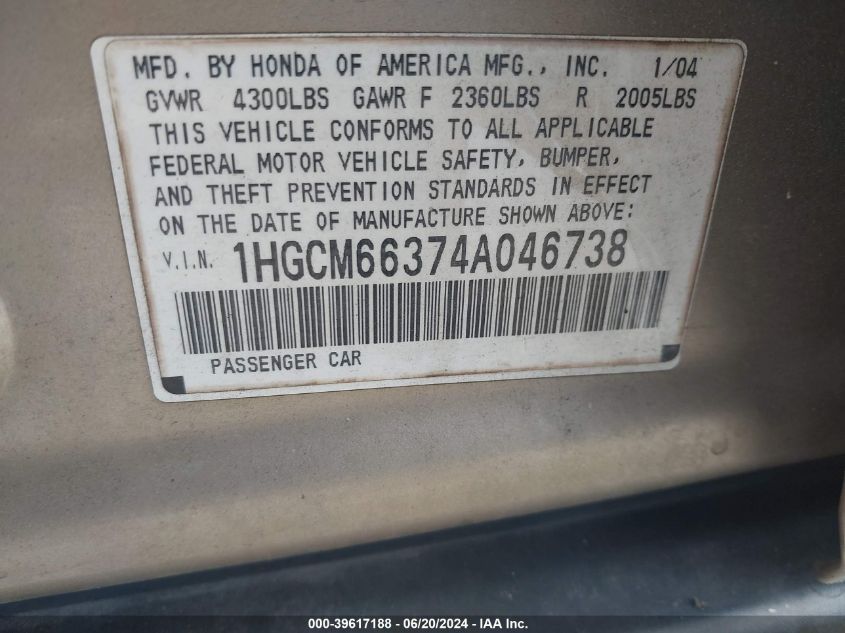 MFD. BY HONDA OF AMERICA MFG., INC. 1/04
GVWR 4300LBS GAWR F 2360LBS R 2005LBS
THIS VEHICLE CONFORMS TO ALL APPLICABLE
FEDERAL MOTOR VEHICLE SAFETY, BUMPER,
AND THEFT PREVENTION STANDARDS IN EFFECT
ON THE DATE OF MANUFACTURE SHOWN ABOVE:
V.I.N. 1HGCM66374A046738
PASSENGER CAR
000-39617188 - 06/20/2024 - IAA Inc.